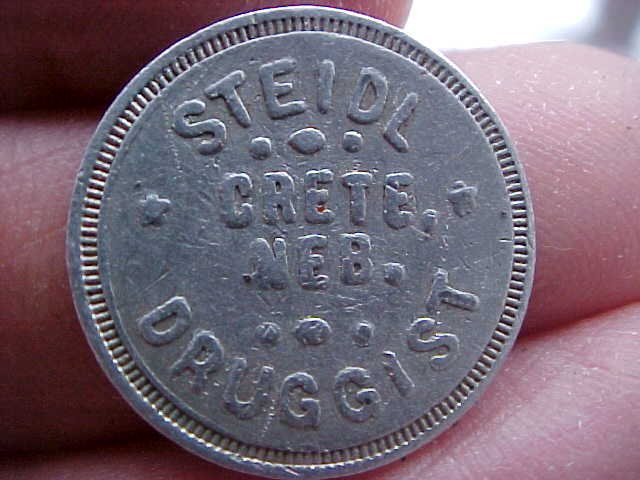 STEIDL
CRETE,
NEB.
DRUGGIST